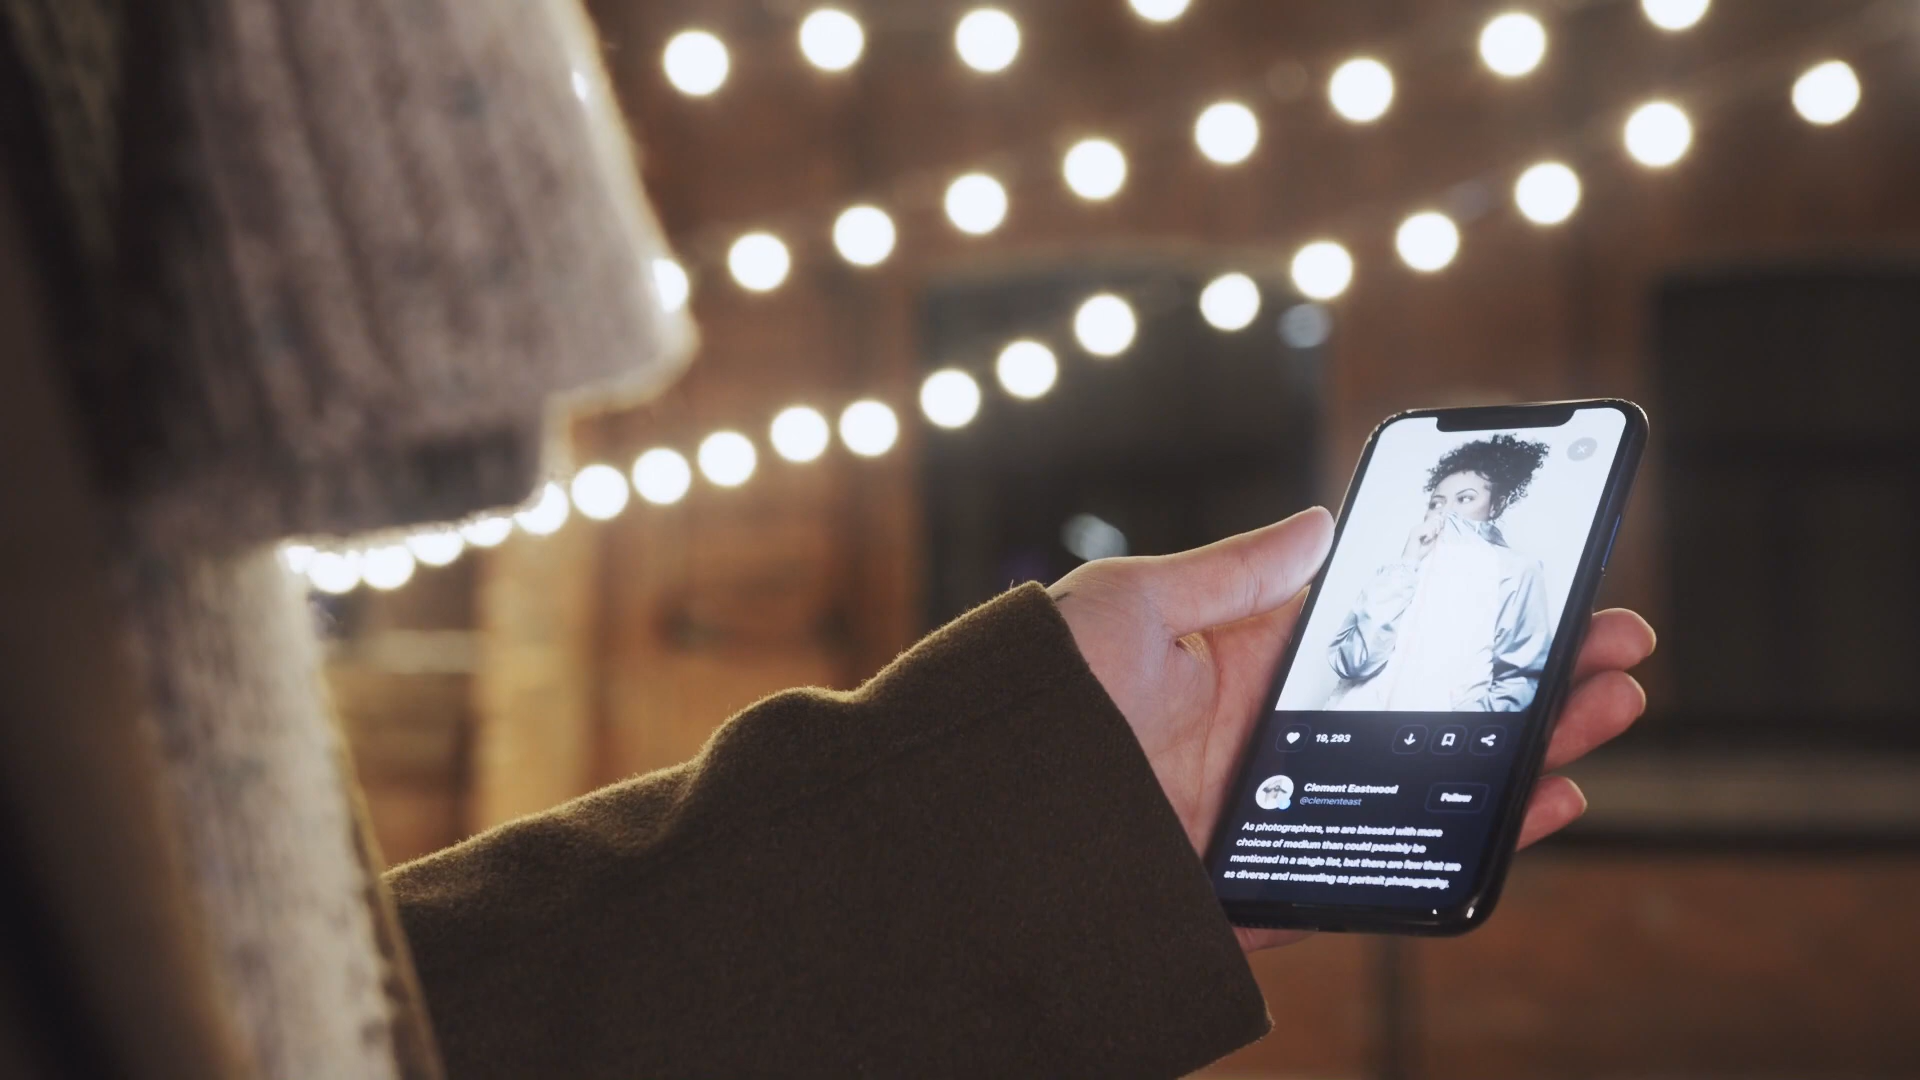 19,293
Clement Eastwood
@clementeast
Follow
As photographers, we are blessed with more
choices of medium than could possibly be
mentioned in a single list, but there are few that are
as diverse and rewarding as portrait photography.